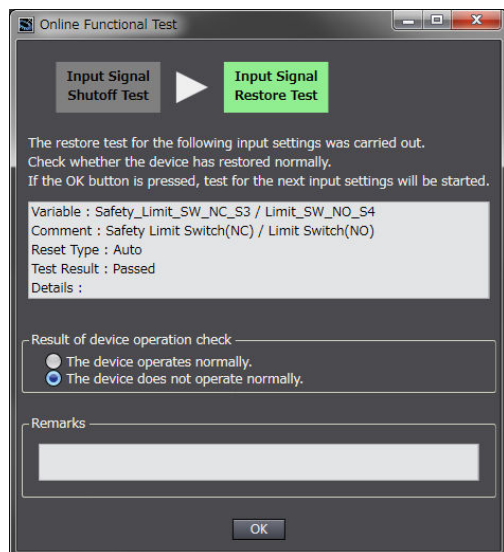 Online Functional Test
Input Signal
Shutoff Test
Input Signal
Restore Test
The restore test for the following input settings was carried out.
Check whether the device has restored normally.
If the OK button is pressed, test for the next input settings will be started.
Variable : Safety_Limit_SW_NC_S3 / Limit_SW_NO_S4
Comment : Safety Limit Switch(NC) / Limit Switch(NO)
Reset Type : Auto
Test Result : Passed
Details :
Result of device operation check
The device operates normally.
The device does not operate normally.
Remarks
OK